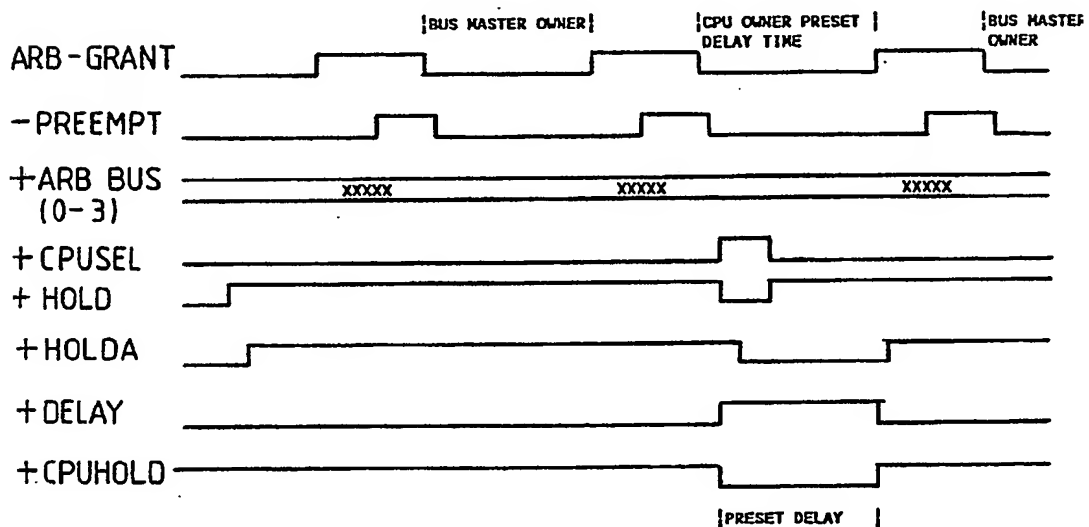 |BUS MASTER OWNER|
|CPU OWNER PRESET |
DELAY TIME
|BUS MASTER
OWNER
ARB-GRANT
-PREEMPT
+ARB BUS
(0-3)
XXXXX XXXXX XXXXX
+CPUSEL
+ HOLD
+HOLDA
+DELAY
+CPUHOLD
|PRESET DELAY |